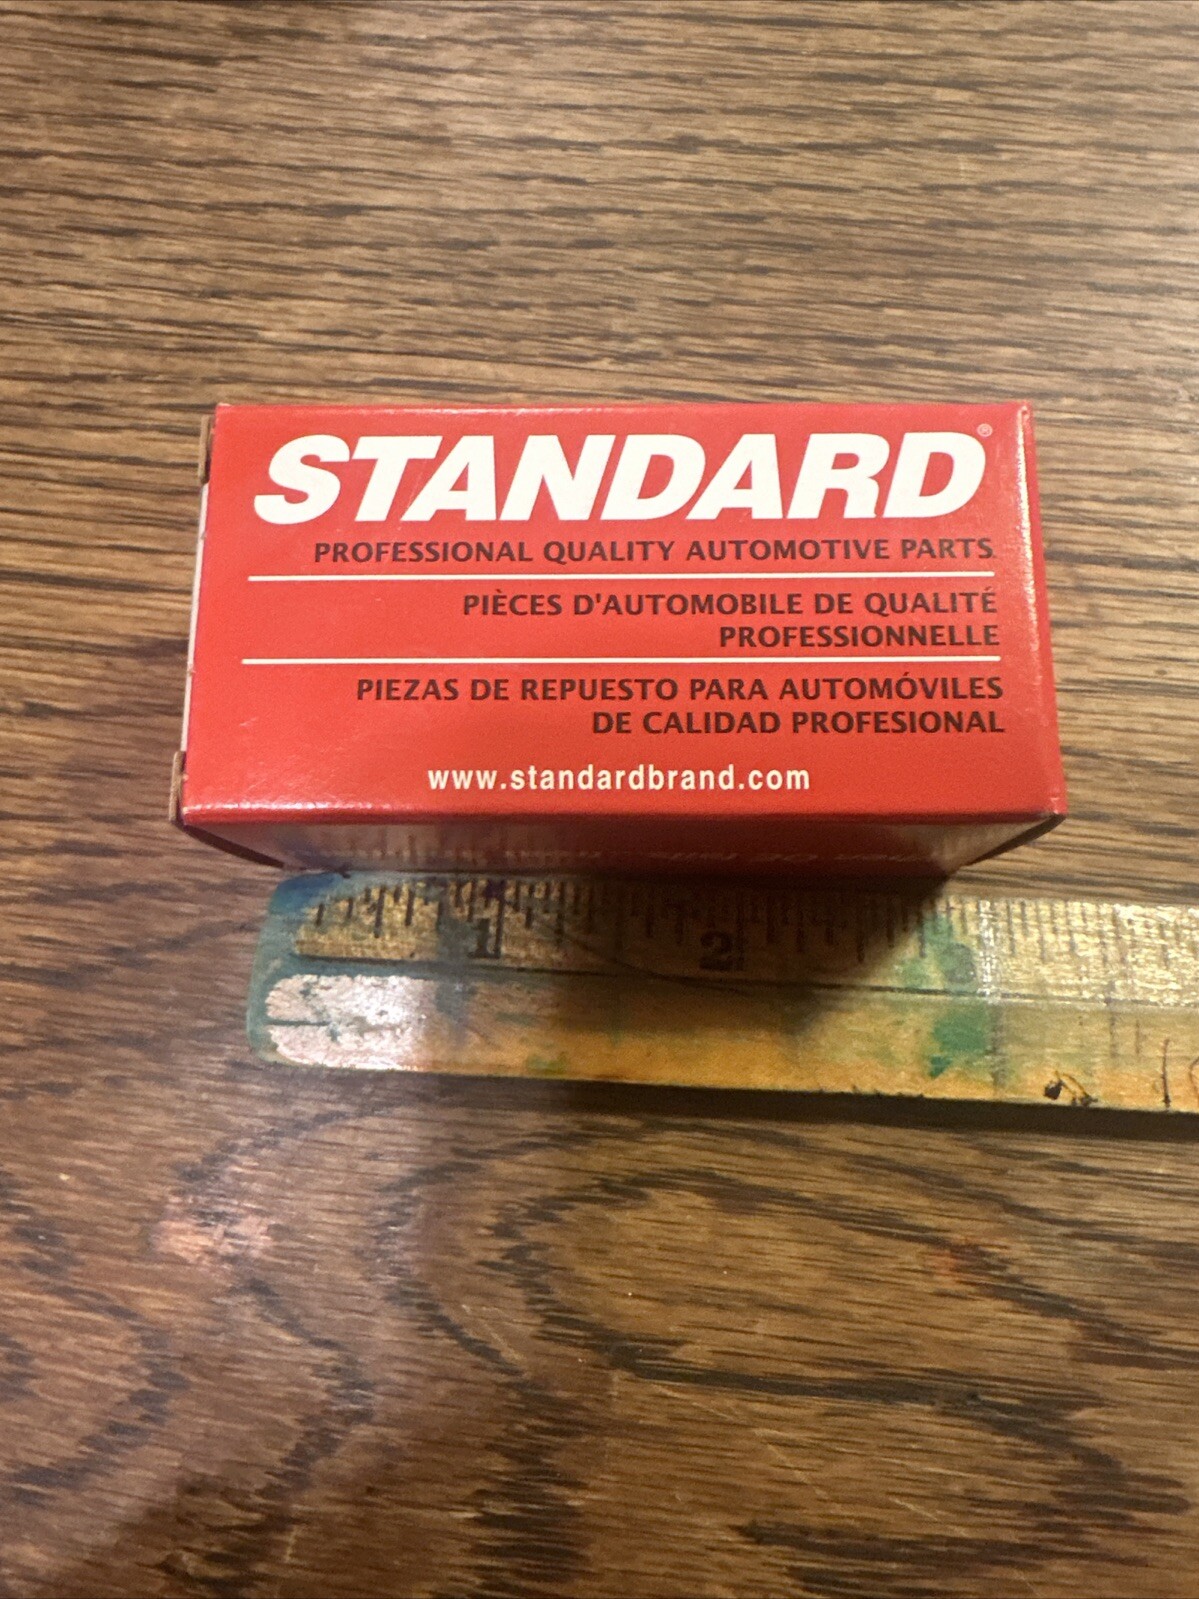 STANDARD®
PROFESSIONAL QUALITY AUTOMOTIVE PARTS
PIÈCES D'AUTOMOBILE DE QUALITÉ
PROFESSIONNELLE
PIEZAS DE REPUESTO PARA AUTOMÓVILES
DE CALIDAD PROFESIONAL
www.standardbrand.com
1 2